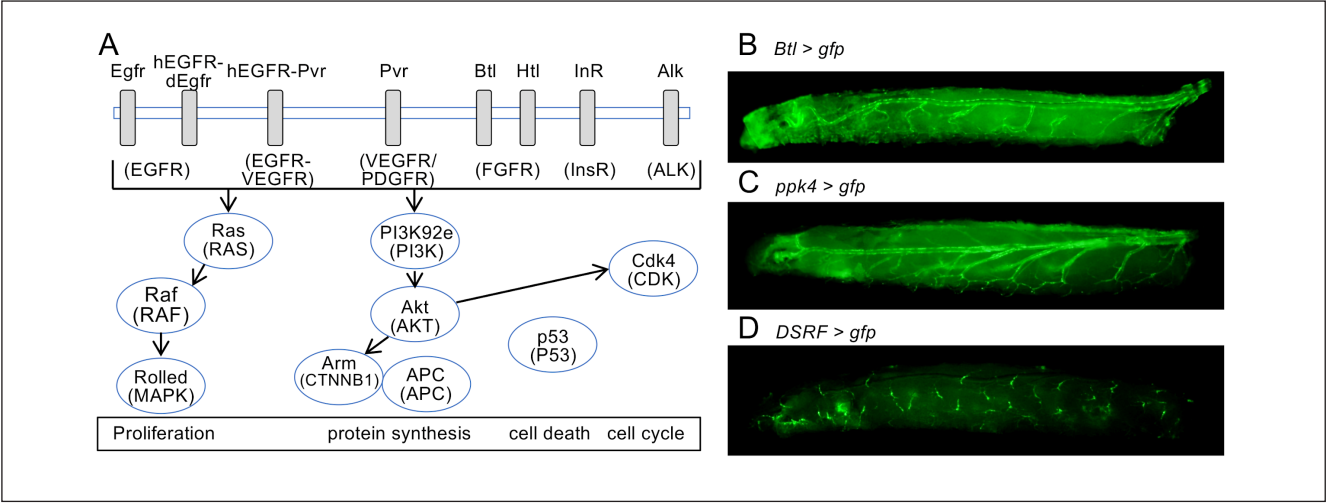 A
Egfr
hEGFR-
dEgfr
hEGFR-Pvr
Pvr
Btl
Htl
InR
Alk
(EGFR)
(EGFR-
VEGFR)
(VEGFR/
PDGFR)
(FGFR)
(InsR)
(ALK)
Ras
(RAS)
PI3K92e
(PI3K)
Cdk4
(CDK)
Raf
(RAF)
Akt
(AKT)
p53
(P53)
Rolled
(MAPK)
Arm
(CTNNB1)
APC
(APC)
Proliferation
protein synthesis
cell death
cell cycle
B
Btl > gfp
C
ppk4 > gfp
D
DSRF > gfp